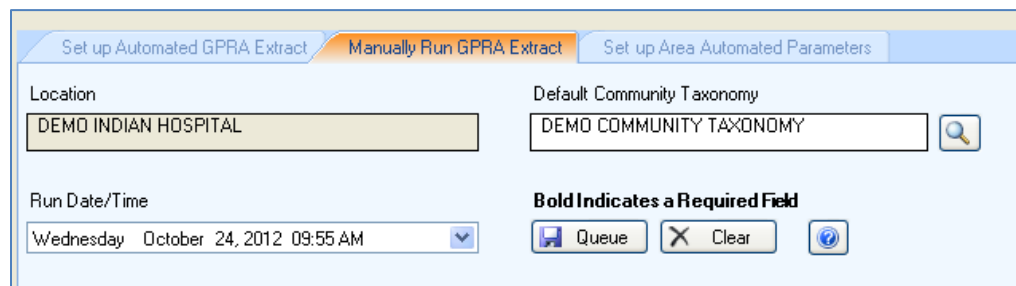 Set up Automated GPRA Extract Manually Run GPRA Extract Set up Area Automated Parameters
Location Default Community Taxonomy
DEMO INDIAN HOSPITAL DEMO COMMUNITY TAXONOMY
Run Date/Time Bold Indicates a Required Field
Wednesday October 24, 2012 09:55 AM Queue Clear